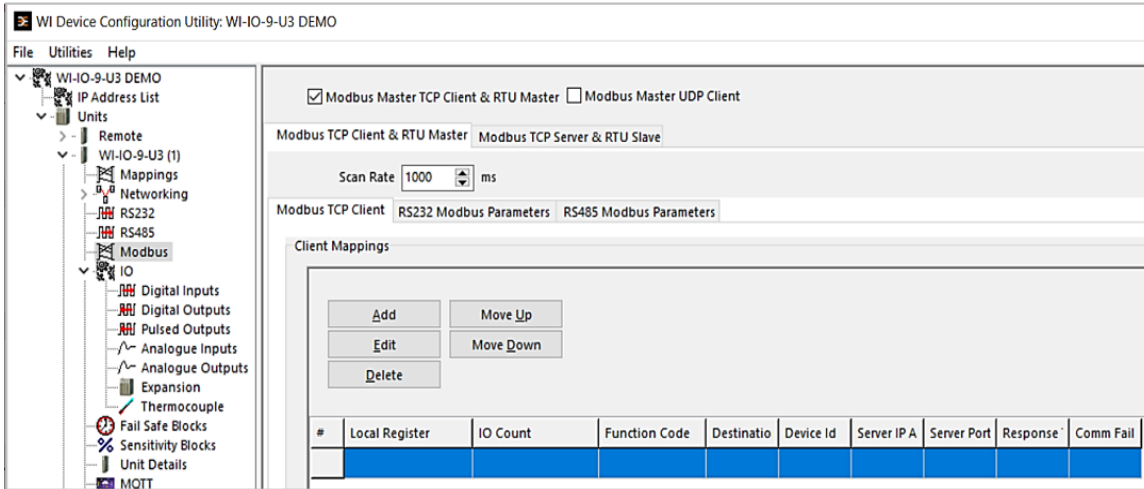 WI Device Configuration Utility: WI-IO-9-U3 DEMO
File Utilities Help
WI-IO-9-U3 DEMO
IP Address List
Units
Remote
WI-IO-9-U3 (1)
Mappings
Networking
RS232
RS485
Modbus
IO
Digital Inputs
Digital Outputs
Pulsed Outputs
Analogue Inputs
Analogue Outputs
Expansion
Thermocouple
Fail Safe Blocks
Sensitivity Blocks
Unit Details
MQTT
Modbus Master TCP Client & RTU Master Modbus Master UDP Client
Modbus TCP Client & RTU Master Modbus TCP Server & RTU Slave
Scan Rate 1000 ms
Modbus TCP Client RS232 Modbus Parameters RS485 Modbus Parameters
Client Mappings
Add Move Up
Edit Move Down
Delete
# Local Register IO Count Function Code Destinatio Device Id Server IP A Server Port Response Comm Fail